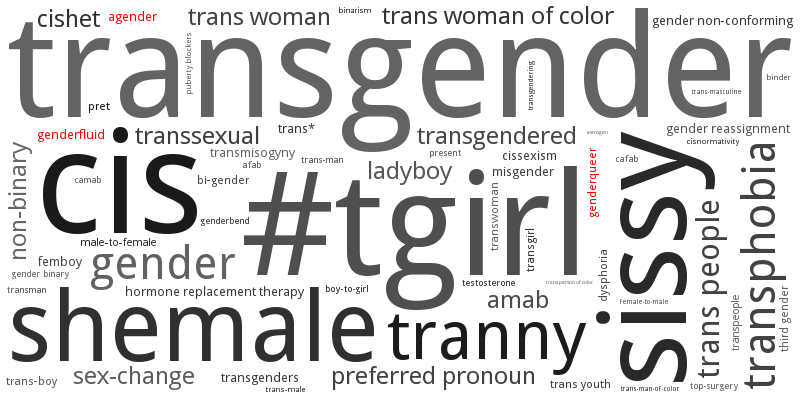 cishet
agender
trans woman
binarism
trans woman of color
gender non-conforming
transgender
puberty blockers
transgendering
binder
trans-masculine
pret
genderfluid
transsexual
trans*
transgendered
estrogen
gender reassignment
cisnormativity
non-binary
cis
transmisogyny
afab
trans-man
present
cissexism
misgender
genderqueer
cafab
sissy
transphobia
camab
bi-gender
ladyboy
#tgirl
transwoman
transgirl
genderbend
male-to-female
femboy
gender
gender binary
transman
hormone replacement therapy
boy-to-girl
testosterone
trans person of color
dysphoria
amab
Female-to-male
trans people
transpeople
third gender
shemale
tranny
trans-boy
sex-change
transgenders
trans-male
preferred pronoun
trans youth
trans-man-of-color
top-surgery